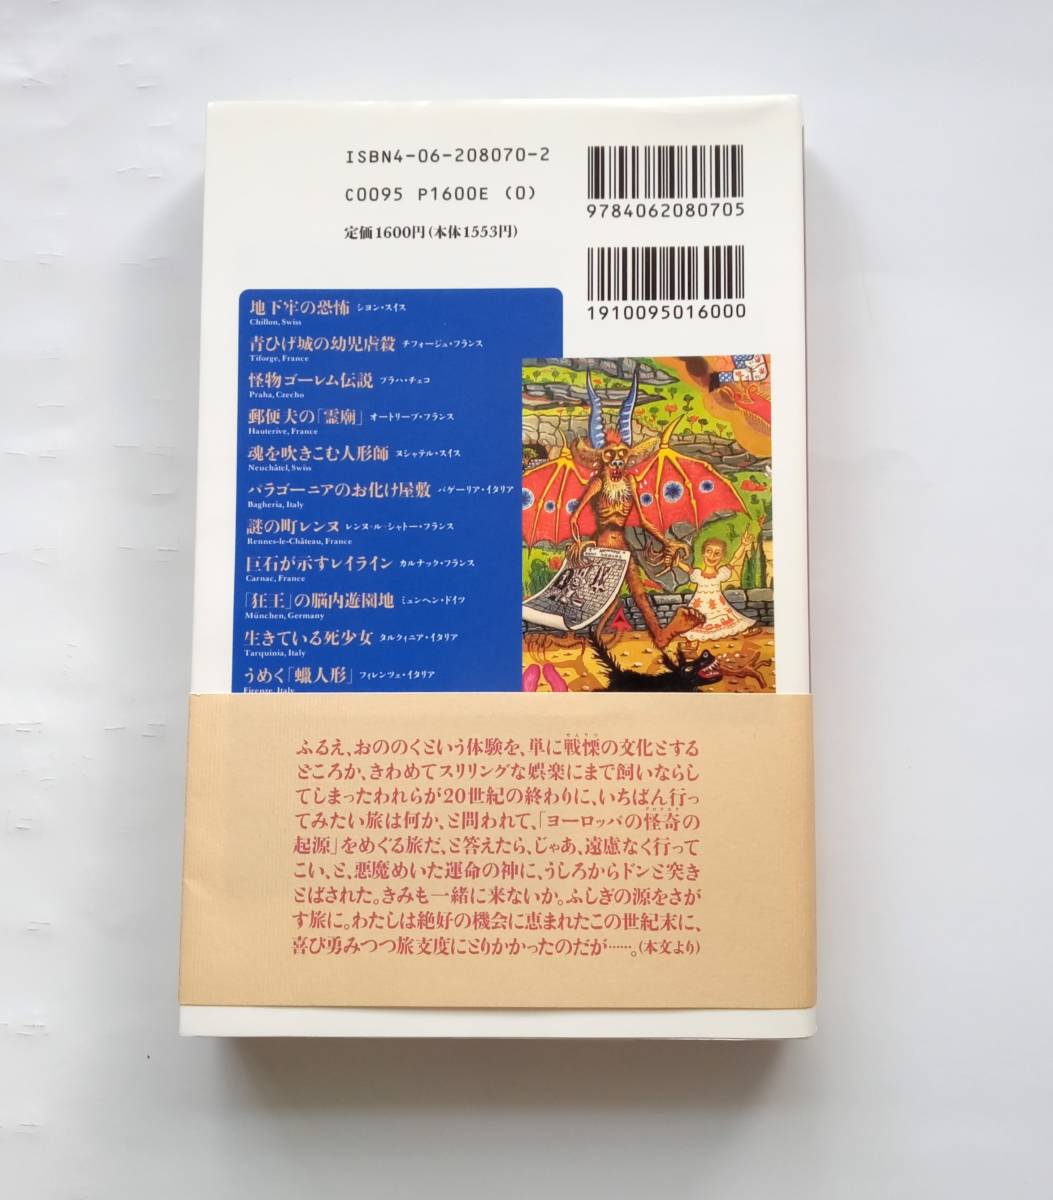 ISBN4-06-208070-2
C0095 P1600E (0)
定価1600円(本体1553円)
9784062080705
1910095016000
地下牢の恐怖 シヨン・スイス
Chillon, Swiss
青ひげ城の幼児虐殺 チフォージュ・フランス
Tiforge, France
怪物ゴーレム伝説 プラハ・チェコ
Praha, Czecho
郵便夫の「霊廟」 オートリーブ・フランス
Hauterive, France
魂を吹きこむ人形師 ヌシャテル・スイス
Neuchâtel, Swiss
パラゴーニアのお化け屋敷 バゲーリア・イタリア
Bagheria, Italy
謎の町レンヌ レンヌ-ル-シャトー・フランス
Rennes-le-Château, France
巨石が示すレイライン カルナック・フランス
Carnac, France
「狂王」の脳内遊園地 ミュンヘン・ドイツ
München, Germany
生きている死少女 タルクィニア・イタリア
Tarquinia, Italy
うめく「蠟人形」 フィレンツェ・イタリア
Firenze, Italy
ふるえ、おののくという体験を、単に戦慄の文化とする
どころか、きわめてスリリングな娯楽にまで飼いならし
てしまったわれらが20世紀の終わりに、いちばん行っ
てみたい旅は何か、と問われて、「ヨーロッパの怪奇の
起源」をめぐる旅だ、と答えたら、じゃあ、遠慮なく行って
こい、と、悪魔めいた運命の神に、うしろからドンと突き
とばされた。きみも一緒に来ないか。ふしぎの源をさが
す旅に。わたしは絶好の機会に恵まれたこの世紀末に、
喜び勇みつつ旅支度にとりかかったのだが……。(本文より)